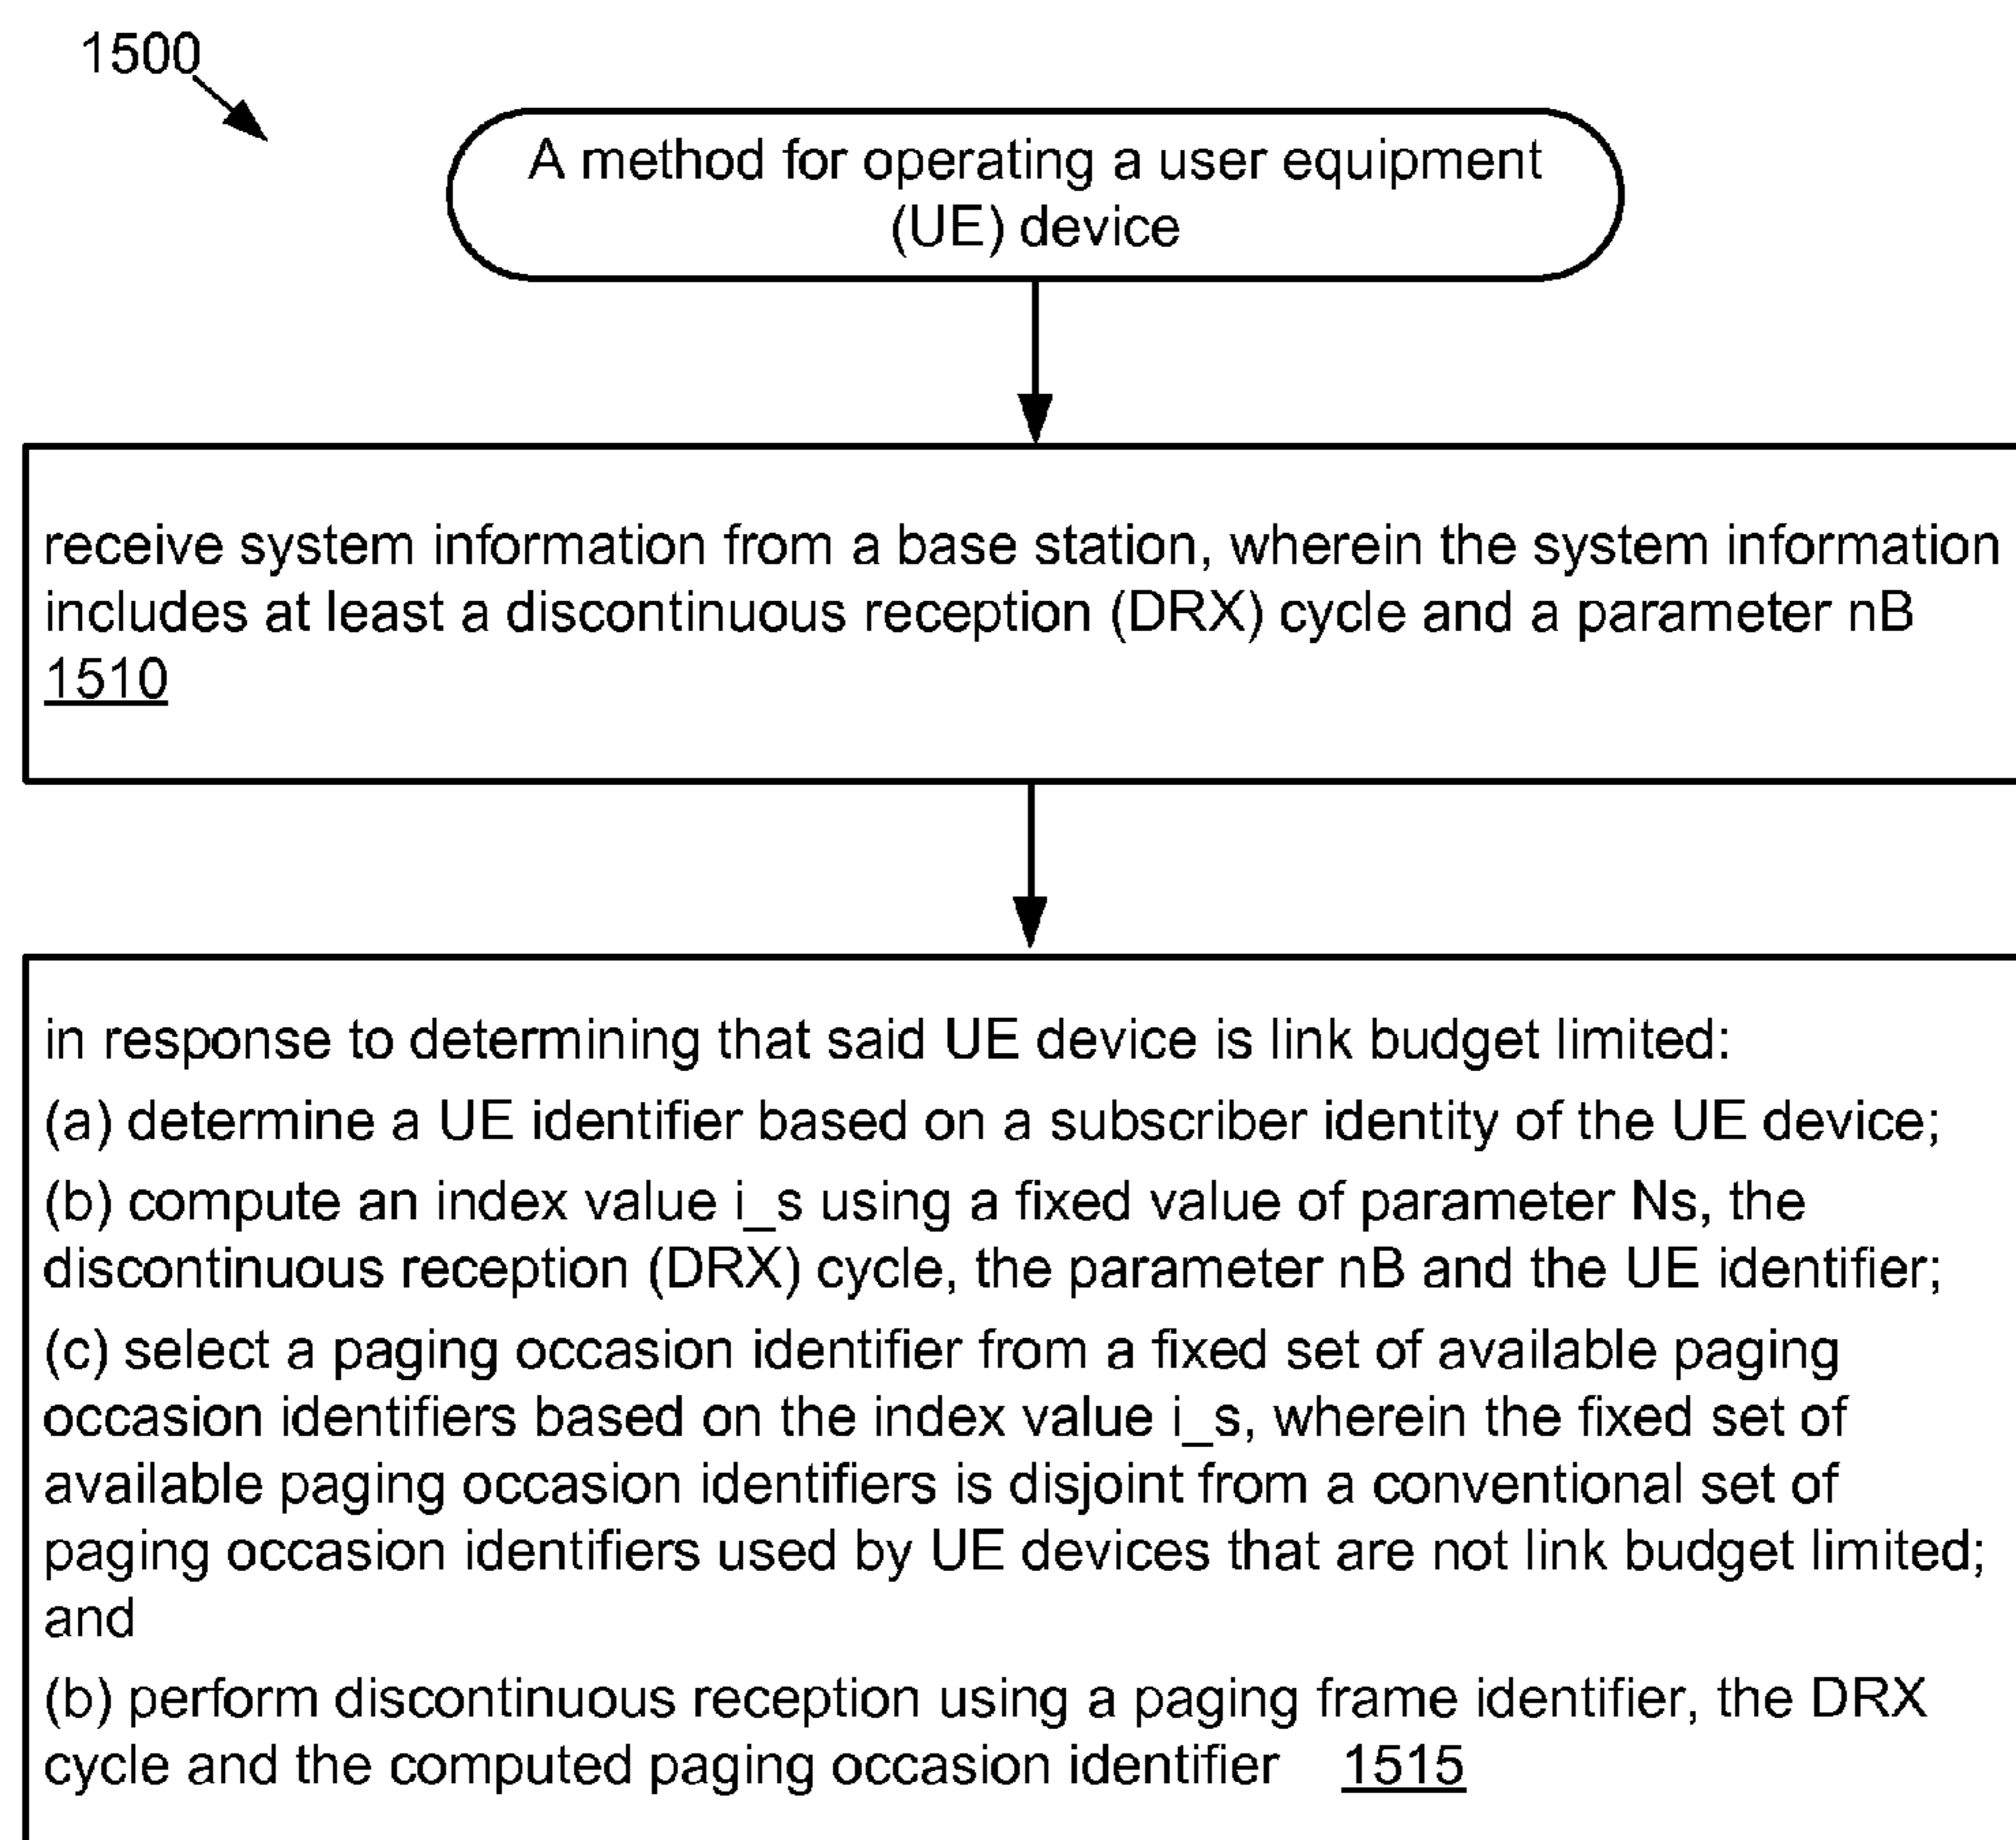 1500
A method for operating a user equipment
(UE) device
receive system information from a base station, wherein the system information
includes at least a discontinuous reception (DRX) cycle and a parameter nB
1510
in response to determining that said UE device is link budget limited:
(a) determine a UE identifier based on a subscriber identity of the UE device;
(b) compute an index value i_s using a fixed value of parameter Ns, the
discontinuous reception (DRX) cycle, the parameter nB and the UE identifier;
(c) select a paging occasion identifier from a fixed set of available paging
occasion identifiers based on the index value i_s, wherein the fixed set of
available paging occasion identifiers is disjoint from a conventional set of
paging occasion identifiers used by UE devices that are not link budget limited;
and
(b) perform discontinuous reception using a paging frame identifier, the DRX
cycle and the computed paging occasion identifier 1515